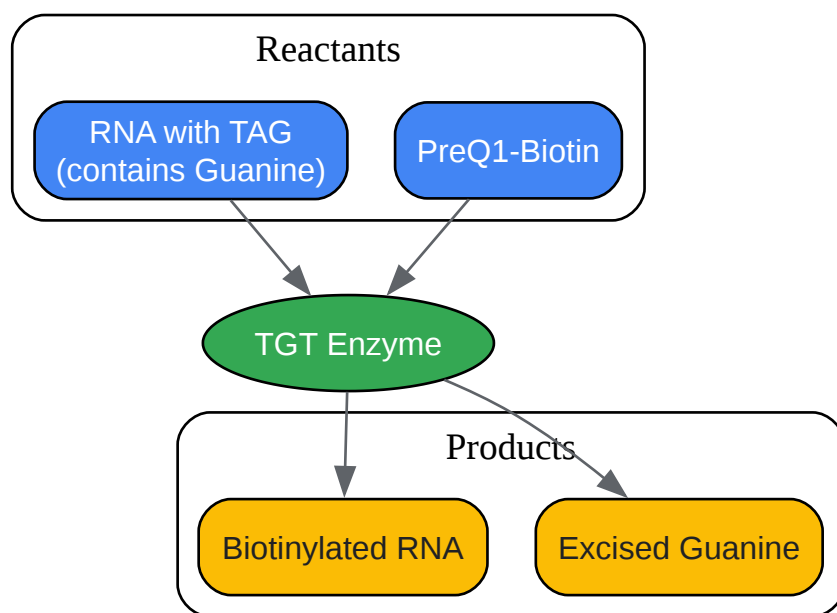 Reactants
RNA with TAG
(contains Guanine)
PreQ1-Biotin
TGT Enzyme
Products
Biotinylated RNA
Excised Guanine